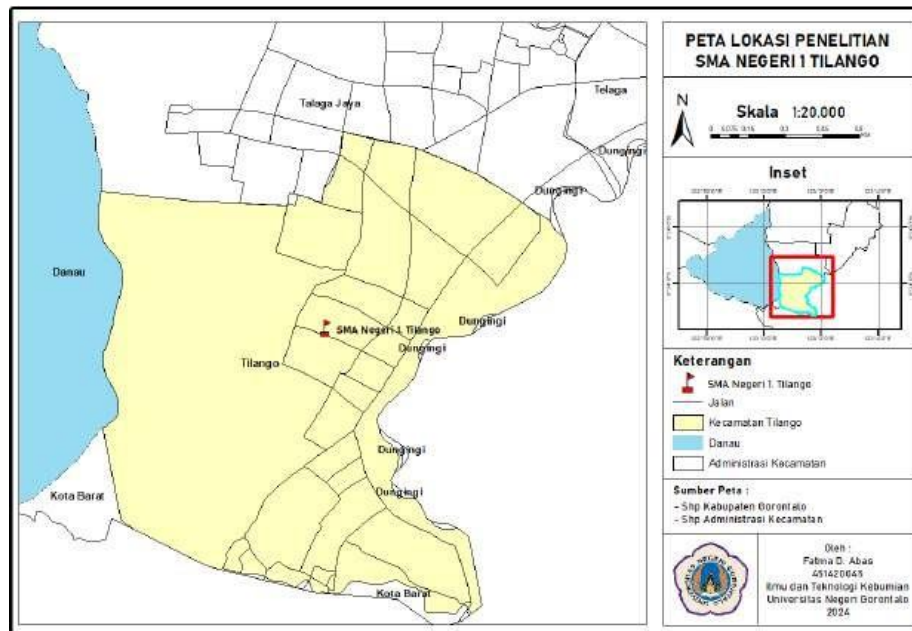 Talaga Jaya
Telaga
Dungingi
Dungingi
Danau
Dungingi
SMA Negeri 1. Tilango
Dungingi
Tilango
Dungingi
Dungingi
Kota Barat
Kota Barat
PETA LOKASI PENELITIAN
SMA NEGERI 1 TILANGO
N
Skala 1:20.000
Inset
Keterangan
SMA Negeri 1. Tilango
Jalan
Kecamatan Tilango
Danau
Administrasi Kecamatan
Sumber Peta :
- Shp Kabupaten Gorontalo
- Shp Administrasi Kecamatan
Oleh :
Fatma D. Abas
Ilmu dan Teknologi Kebumian
Universitas Negeri Gorontalo
2024